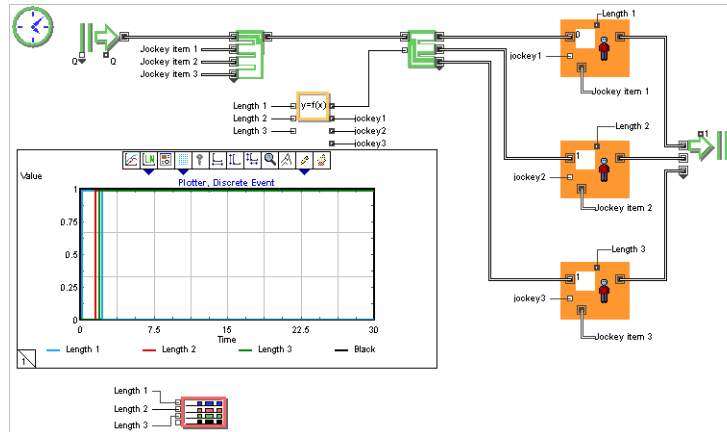 Length 1
0
jockey1
Jockey item 1
Q
Q
Jockey item 1
Jockey item 2
Jockey item 3
Length 1
Length 2
Length 3
y=f(x)
jockey1
jockey2
jockey3
Length 2
1
jockey2
Jockey item 2
1
Value
LN
Plotter, Discrete Event
1
0.75
0.5
0.25
0
0
7.5
15
22.5
30
Time
Length 1
Length 2
Length 3
Black
1
Length 3
1
jockey3
Jockey item 3
Length 1
Length 2
Length 3